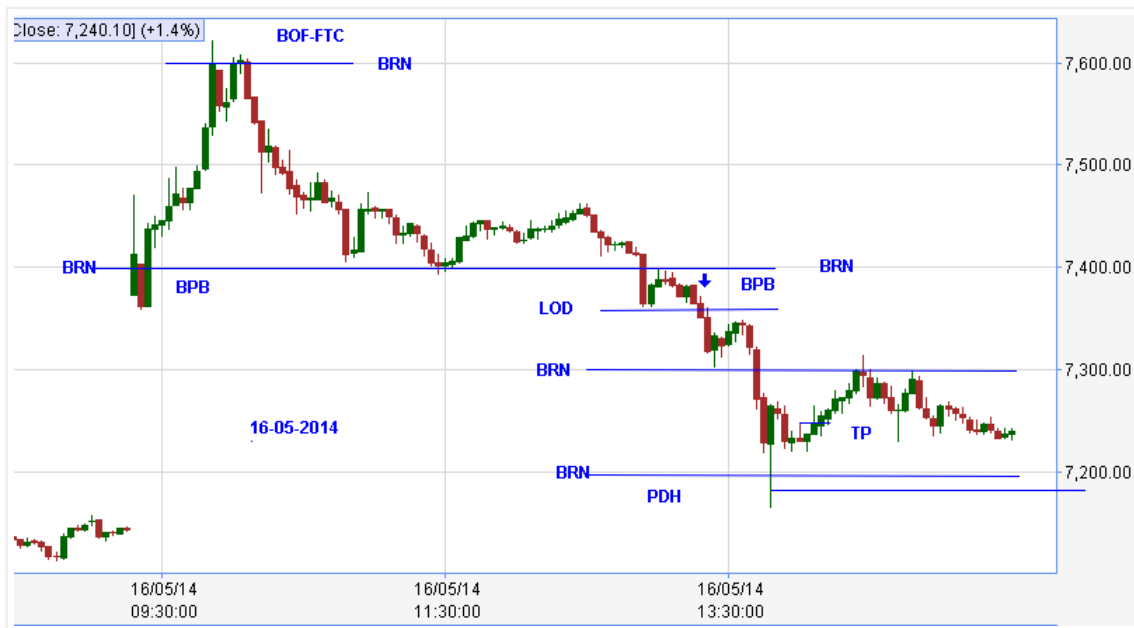 Close: 7,240.10] (+1.4%)
BOF-FTC
BRN
7,600.00
7,500.00
BRN
BPB
BRN
BPB
7,400.00
LOD
BRN
7,300.00
16-05-2014
TP
BRN
PDH
7,200.00
16/05/14
09:30:00
16/05/14
11:30:00
16/05/14
13:30:00